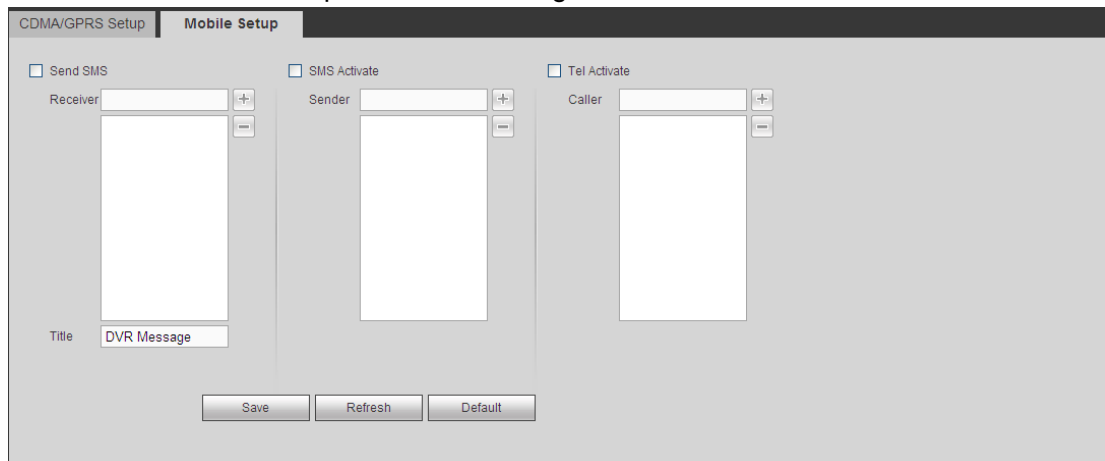 CDMA/GPRS Setup Mobile Setup
Send SMS SMS Activate Tel Activate
Receiver + Sender + Caller +
− − −
Title DVR Message
Save Refresh Default